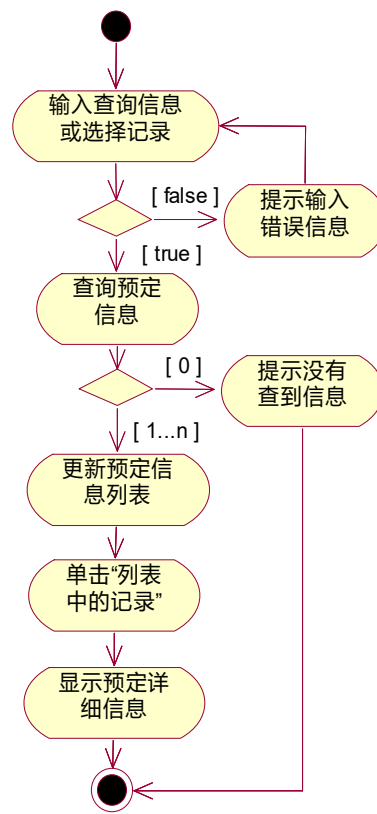 输入查询信息
或选择记录
[ false ]
提示输入
错误信息
[ true ]
查询预定
信息
[ 0 ]
提示没有
查到信息
[ 1...n ]
更新预定信
息列表
单击“列表
中的记录”
显示预定详
细信息